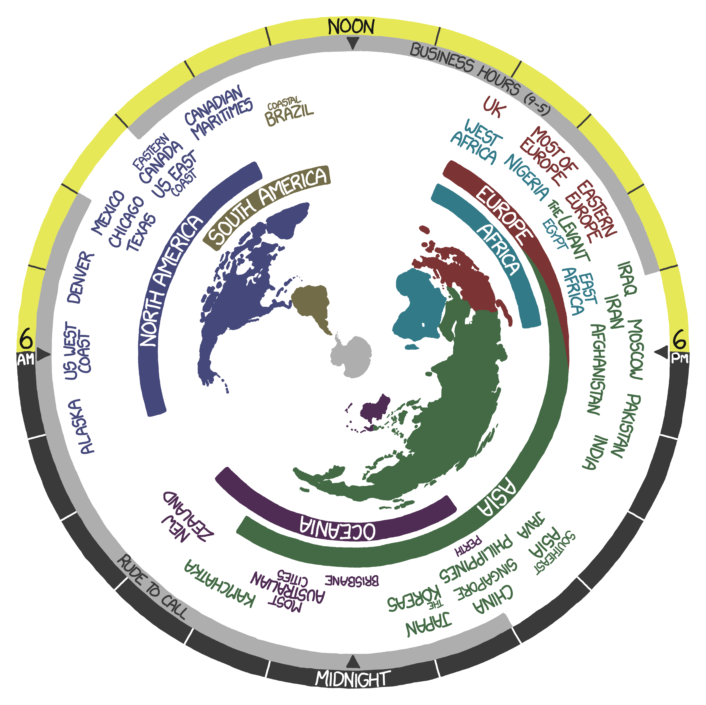 NOON
BUSINESS HOURS (9-5)
CANADIAN
MARITIMES
COASTAL
BRAZIL
UK
EASTERN
CANADA
US EAST
COAST
WEST
AFRICA
NIGERIA
MOST OF
EUROPE
EASTERN
EUROPE
MEXICO
CHICAGO
TEXAS
THE LEVANT
EGYPT
NORTH AMERICA
SOUTH AMERICA
EUROPE
AFRICA
DENVER
EAST
AFRICA
IRAQ
IRAN
6
AM
US WEST
COAST
AFGHANISTAN
MOSCOW
6
PM
ALASKA
INDIA
PAKISTAN
ASIA
OCEANIA
NEW
ZEALAND
KAMCHATKA
MOST
AUSTRALIAN
CITIES
BRISBANE
THE
KOREAS
JAPAN
PERTH
PHILIPPINES
SINGAPORE
CHINA
JAVA
SOUTHEAST
ASIA
RUDE TO CALL
MIDNIGHT